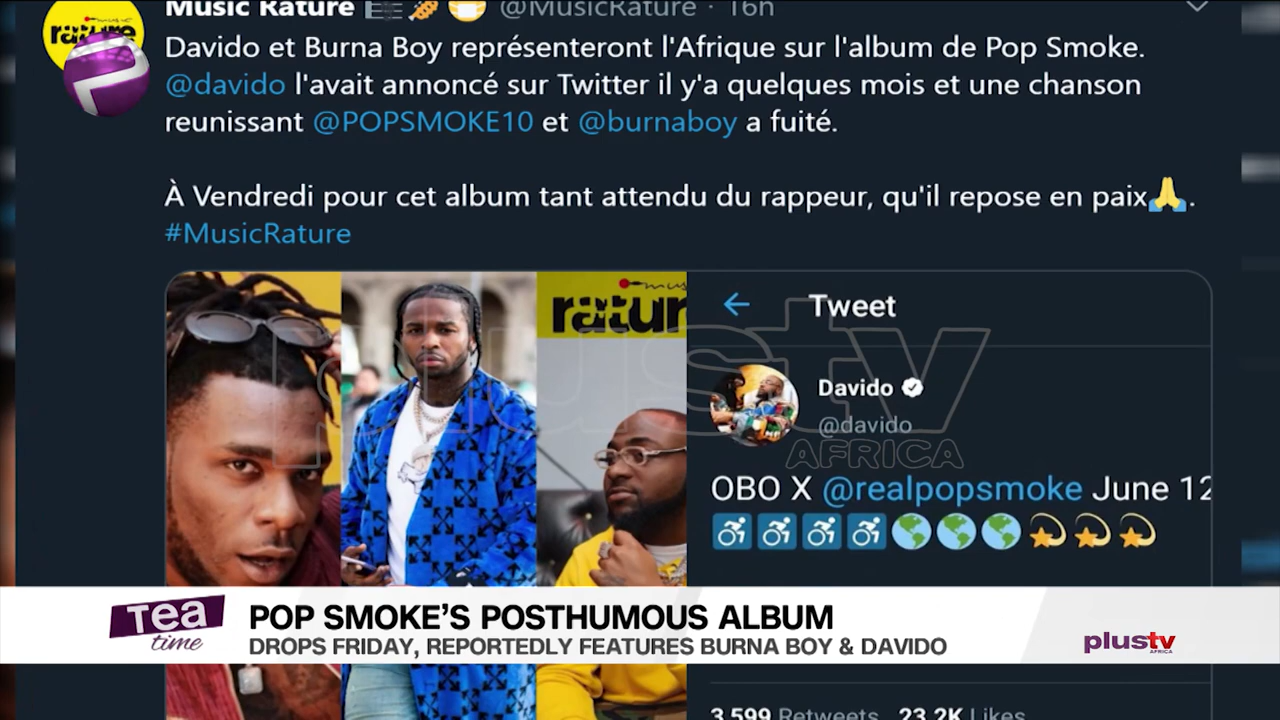 Music Rature @MusicRature · 16h
rature
Davido et Burna Boy représenteront l'Afrique sur l'album de Pop Smoke.
@davido l'avait annoncé sur Twitter il y'a quelques mois et une chanson
reunissant @POPSMOKE10 et @burnaboy a fuité.
À Vendredi pour cet album tant attendu du rappeur, qu'il repose en paix🙏.
#MusicRature
rature
Tweet
Davido
@davido
OBO X @realpopsmoke June 12
plustv
AFRICA
Tea
time
POP SMOKE'S POSTHUMOUS ALBUM
DROPS FRIDAY, REPORTEDLY FEATURES BURNA BOY & DAVIDO
plustv
AFRICA
3,599 Retweets 23.2K Likes